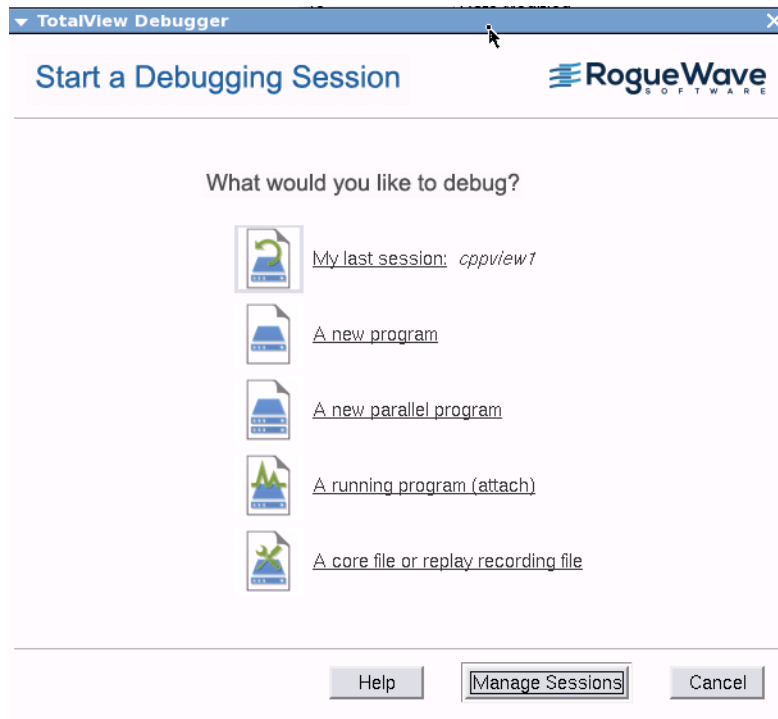 TotalView Debugger
Start a Debugging Session
RogueWave
SOFTWARE
What would you like to debug?
My last session: cppview1
A new program
A new parallel program
A running program (attach)
A core file or replay recording file
Help Manage Sessions Cancel